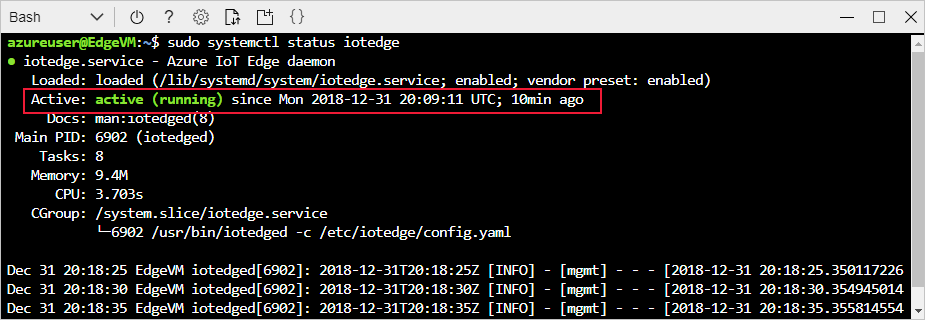 Bash
azureuser@EdgeVM:~$ sudo systemctl status iotedge
● iotedge.service - Azure IoT Edge daemon
Loaded: loaded (/lib/systemd/system/iotedge.service; enabled; vendor preset: enabled)
Active: active (running) since Mon 2018-12-31 20:09:11 UTC; 10min ago
Docs: man:iotedged(8)
Main PID: 6902 (iotedged)
Tasks: 8
Memory: 9.4M
CPU: 3.703s
CGroup: /system.slice/iotedge.service
└─6902 /usr/bin/iotedged -c /etc/iotedge/config.yaml
Dec 31 20:18:25 EdgeVM iotedged[6902]: 2018-12-31T20:18:25Z [INFO] - [mgmt] - - - [2018-12-31 20:18:25.350117226
Dec 31 20:18:30 EdgeVM iotedged[6902]: 2018-12-31T20:18:30Z [INFO] - [mgmt] - - - [2018-12-31 20:18:30.354945014
Dec 31 20:18:35 EdgeVM iotedged[6902]: 2018-12-31T20:18:35Z [INFO] - [mgmt] - - - [2018-12-31 20:18:35.355814554